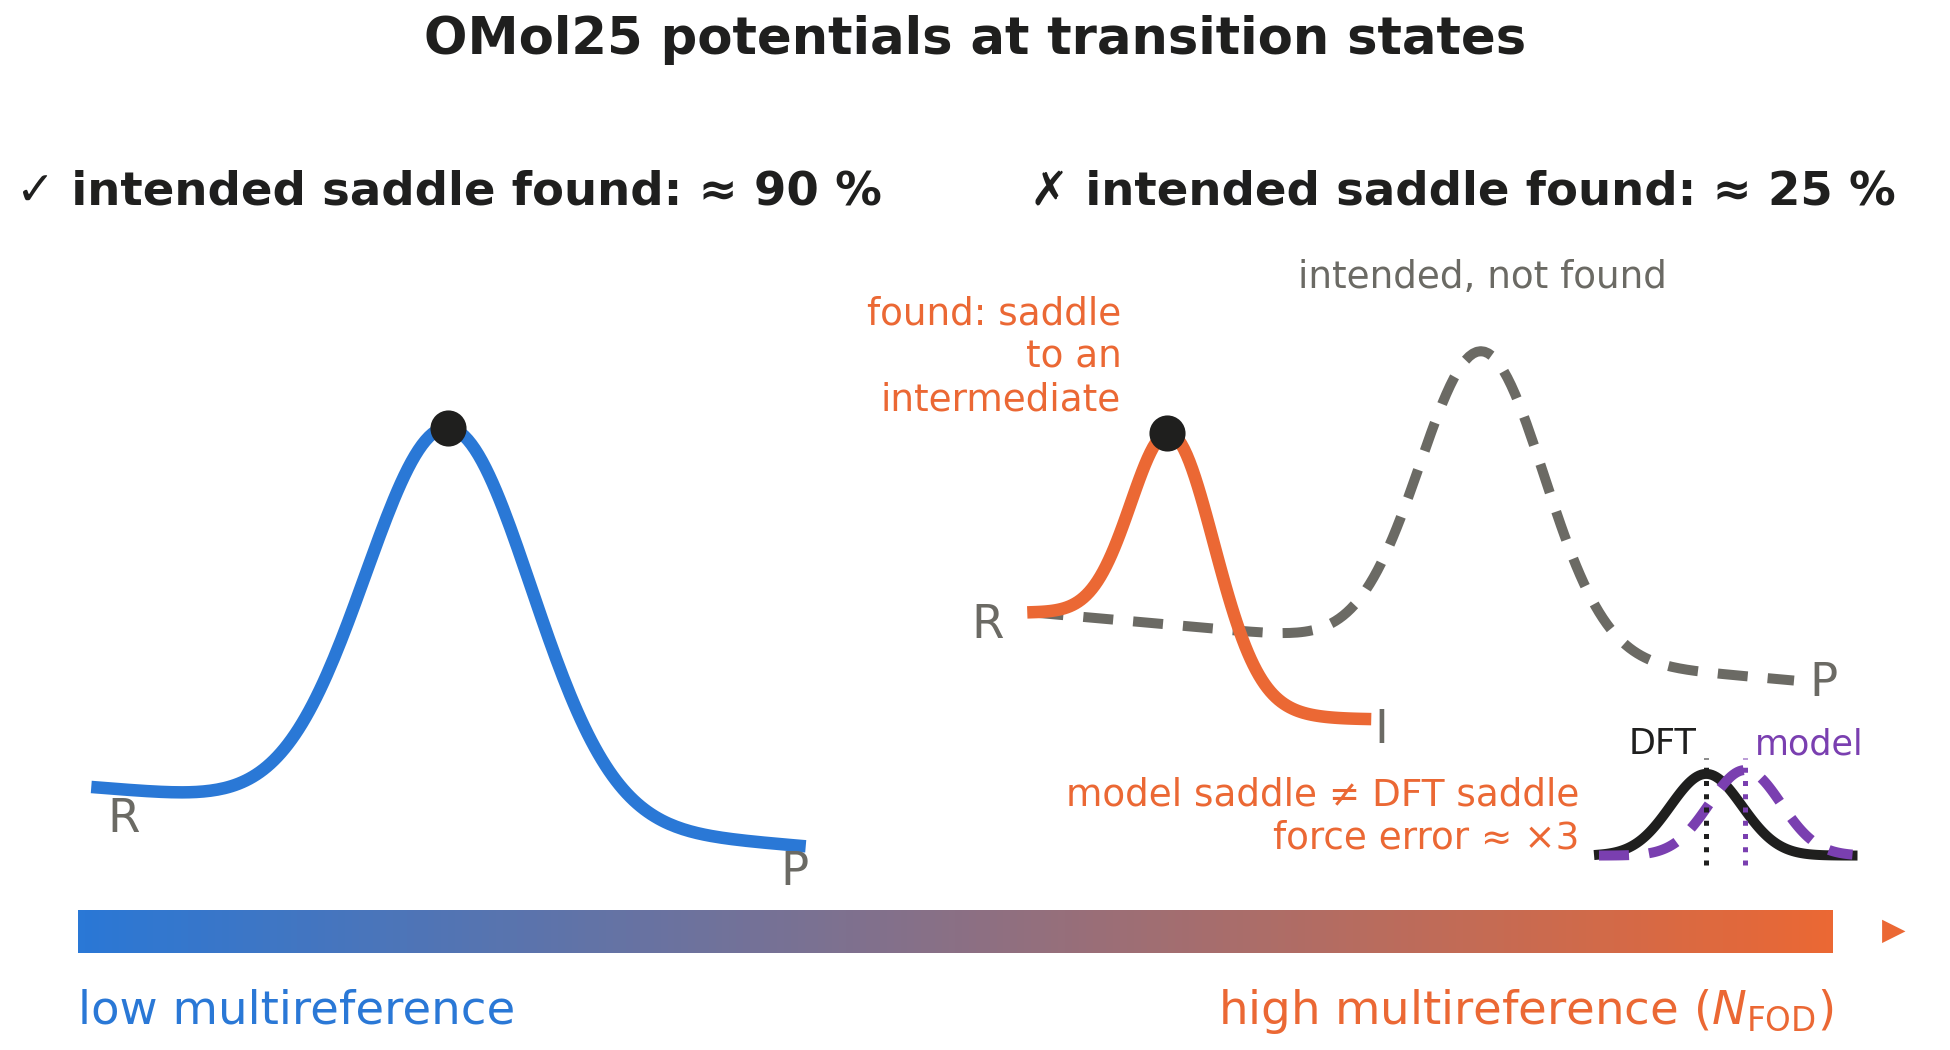 OMol25 potentials at transition states
✓ intended saddle found: ≈ 90 %
✗ intended saddle found: ≈ 25 %
intended, not found
found: saddle
to an
intermediate
R
P
R
P
I
DFT
model
model saddle ≠ DFT saddle
force error ≈ ×3
low multireference
high multireference (N_FOD)